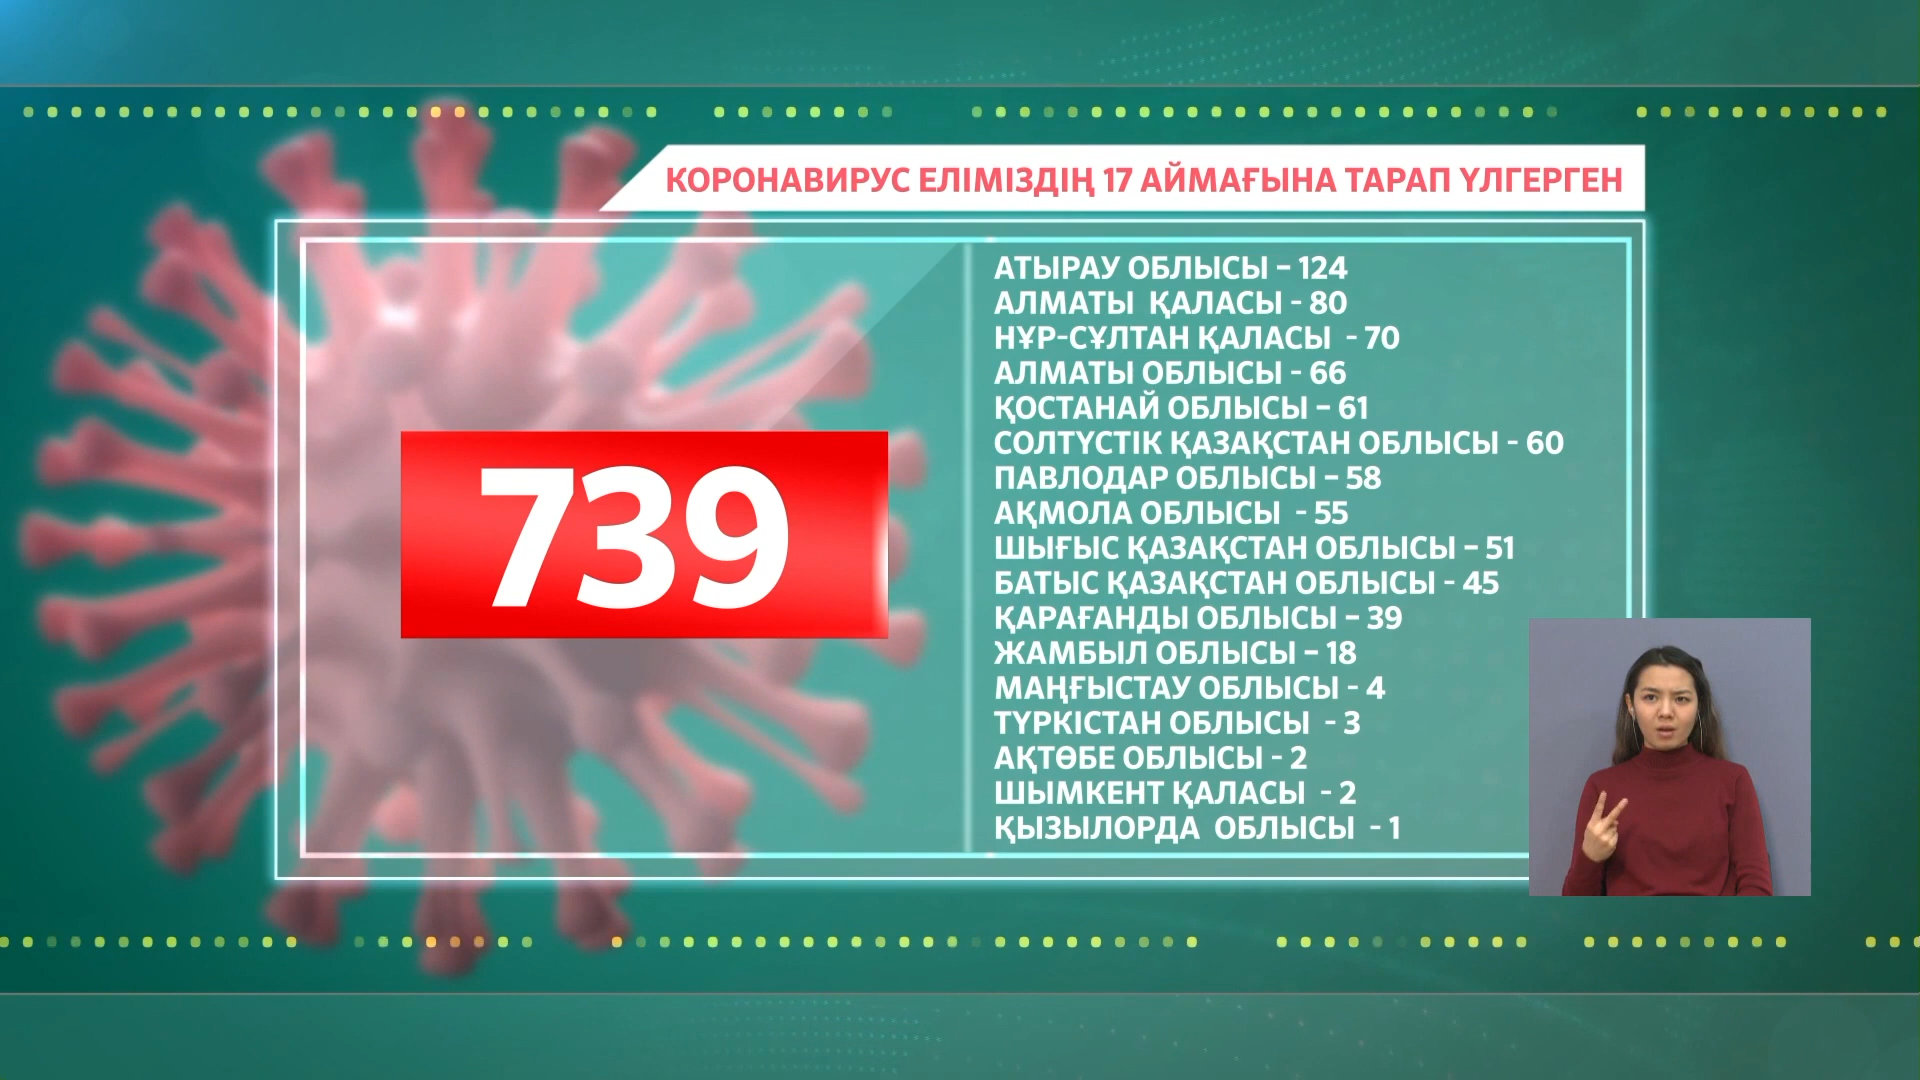 КОРОНАВИРУС ЕЛІМІЗДІҢ 17 АЙМАҒЫНА ТАРАП ҮЛГЕРГЕН
739
АТЫРАУ ОБЛЫСЫ – 124
АЛМАТЫ ҚАЛАСЫ - 80
НҰР-СҰЛТАН ҚАЛАСЫ - 70
АЛМАТЫ ОБЛЫСЫ - 66
ҚОСТАНАЙ ОБЛЫСЫ – 61
СОЛТҮСТІК ҚАЗАҚСТАН ОБЛЫСЫ - 60
ПАВЛОДАР ОБЛЫСЫ – 58
АҚМОЛА ОБЛЫСЫ - 55
ШЫҒЫС ҚАЗАҚСТАН ОБЛЫСЫ – 51
БАТЫС ҚАЗАҚСТАН ОБЛЫСЫ - 45
ҚАРАҒАНДЫ ОБЛЫСЫ – 39
ЖАМБЫЛ ОБЛЫСЫ – 18
МАҢҒЫСТАУ ОБЛЫСЫ - 4
ТҮРКІСТАН ОБЛЫСЫ - 3
АҚТӨБЕ ОБЛЫСЫ - 2
ШЫМКЕНТ ҚАЛАСЫ - 2
ҚЫЗЫЛОРДА ОБЛЫСЫ - 1